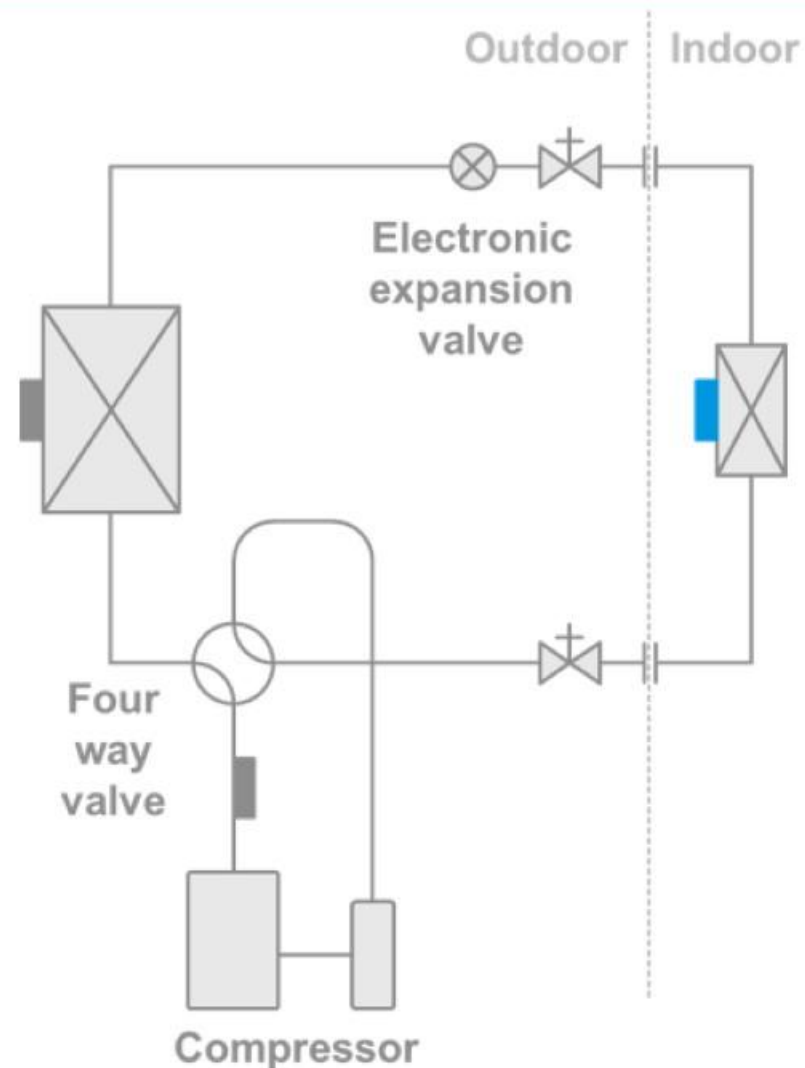 Outdoor
Indoor
Electronic
expansion
valve
Four
way
valve
Compressor